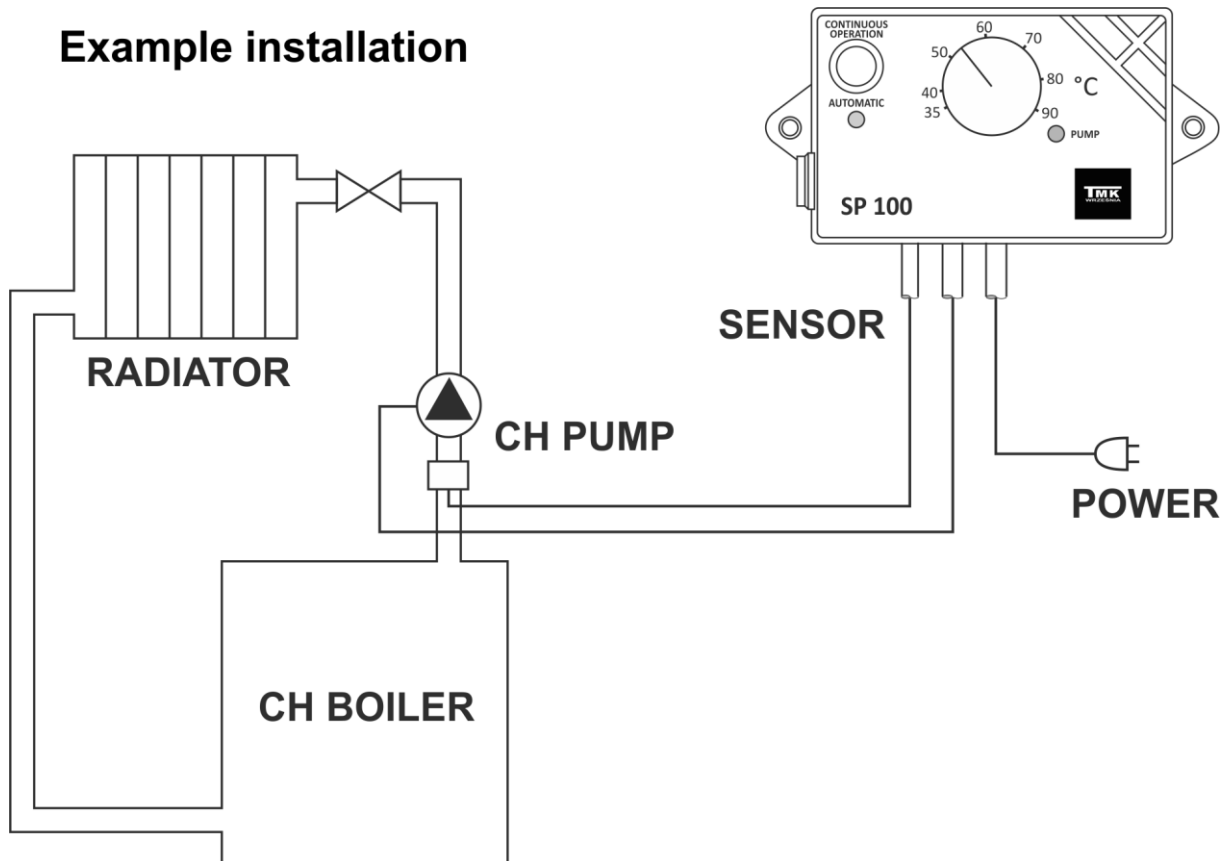 Example installation
CONTINUOUS
OPERATION
AUTOMATIC
35
40
50
60
70
80
90
°C
PUMP
SP 100
TMK
WRZEŚNIA
SENSOR
RADIATOR
CH PUMP
POWER
CH BOILER